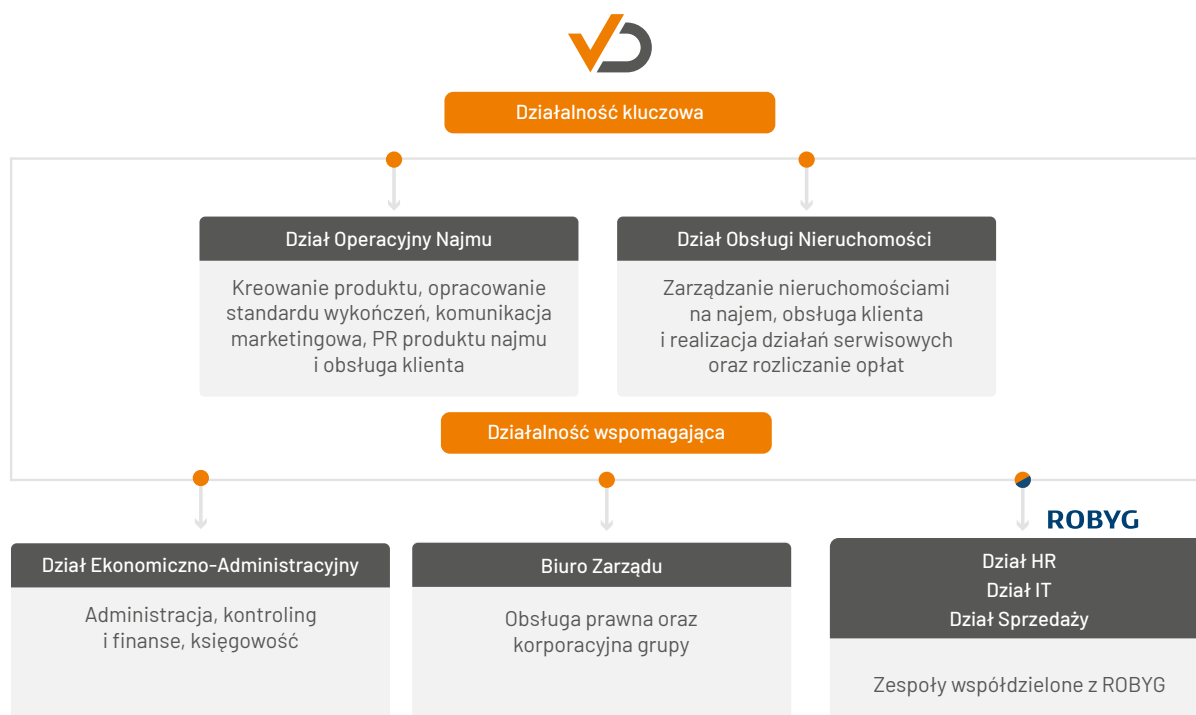 Działalność kluczowa
Dział Operacyjny Najmu
Kreowanie produktu, opracowanie
standardu wykończeń, komunikacja
marketingowa, PR produktu najmu
i obsługa klienta
Dział Obsługi Nieruchomości
Zarządzanie nieruchomościami
na najem, obsługa klienta
i realizacja działań serwisowych
oraz rozliczanie opłat
Działalność wspomagająca
Dział Ekonomiczno-Administracyjny
Administracja, kontroling
i finanse, księgowość
Biuro Zarządu
Obsługa prawna oraz
korporacyjna grupy
ROBYG
Dział HR
Dział IT
Dział Sprzedaży
Zespoły współdzielone z ROBYG